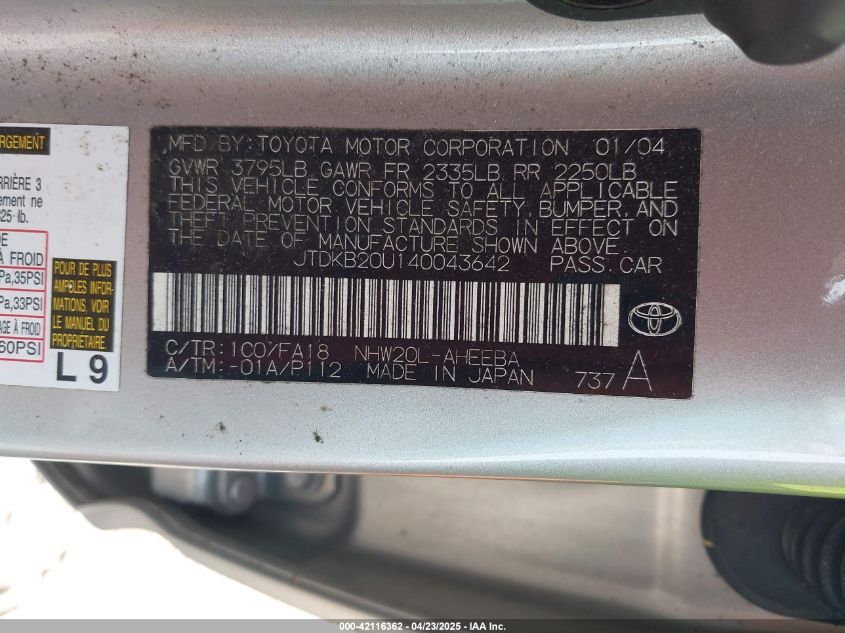 RGEMENT
RRIÈRE 3
ement ne
325 lb.
DE
À FROID
Pa,35PSI
Pa,33PSI
AGE À FROID
60PSI
POUR DE PLUS
AMPLES INFOR-
MATIONS, VOIR
LE MANUEL DU
PROPRIÉTAIRE.
L 9
MFD BY: TOYOTA MOTOR CORPORATION 01/04
GVWR 3795LB GAWR FR 2335LB RR 2250LB
THIS VEHICLE CONFORMS TO ALL APPLICABLE
FEDERAL MOTOR VEHICLE SAFETY, BUMPER, AND
THEFT PREVENTION STANDARDS IN EFFECT ON
THE DATE OF MANUFACTURE SHOWN ABOVE.
JTDKB20U140043642 PASS.CAR
C/TR: 1C0/FA18 NHW20L-AHEEBA
A/TM: -01A/P112 MADE IN JAPAN 737 A
000-42116362 - 04/23/2025 - IAA Inc.